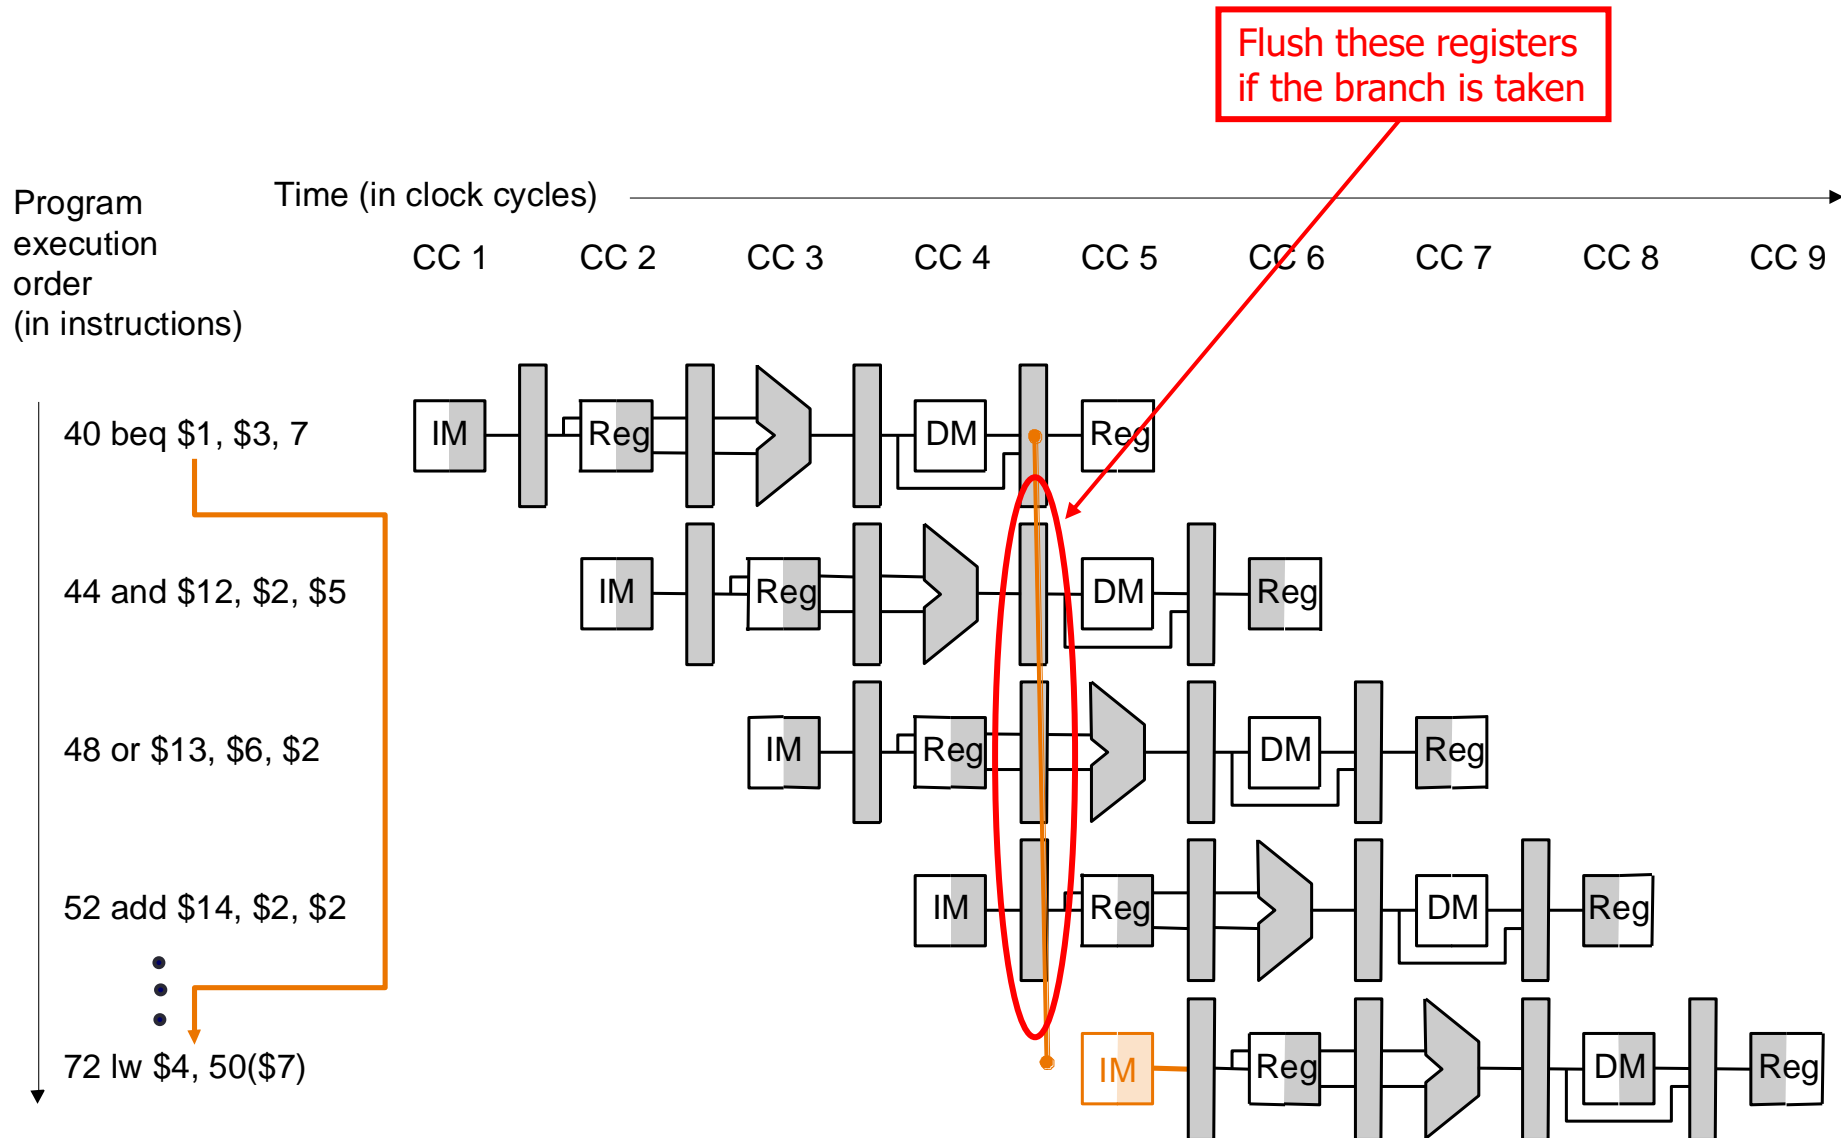 Flush these registers
if the branch is taken
Time (in clock cycles)
Program
execution
order
(in instructions)
CC 1 CC 2 CC 3 CC 4 CC 5 CC 6 CC 7 CC 8 CC 9
40 beq $1, $3, 7 IM Reg DM Reg
44 and $12, $2, $5 IM Reg DM Reg
48 or $13, $6, $2 IM Reg DM Reg
52 add $14, $2, $2 IM Reg DM Reg
72 lw $4, 50($7) IM Reg DM Reg